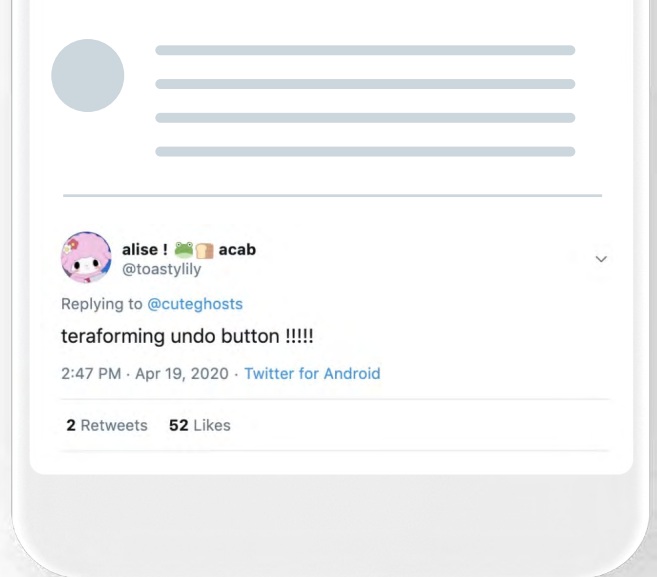 alise ! 🐸🍞 acab
@toastylily
Replying to @cuteghosts
teraforming undo button !!!!!
2:47 PM · Apr 19, 2020 · Twitter for Android
2 Retweets 52 Likes